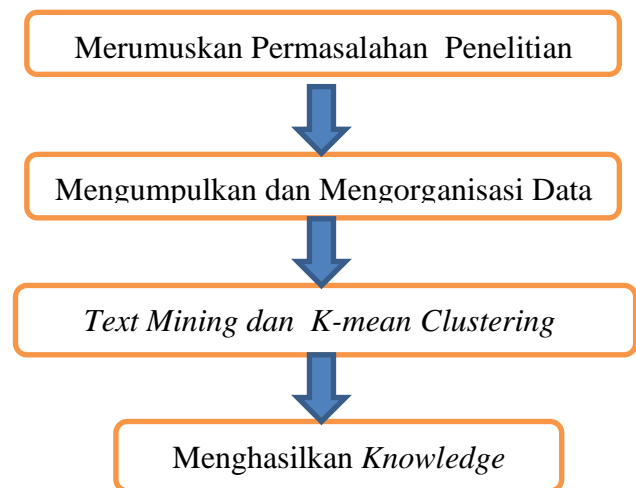 Merumuskan Permasalahan Penelitian
Mengumpulkan dan Mengorganisasi Data
Text Mining dan K-mean Clustering
Menghasilkan Knowledge